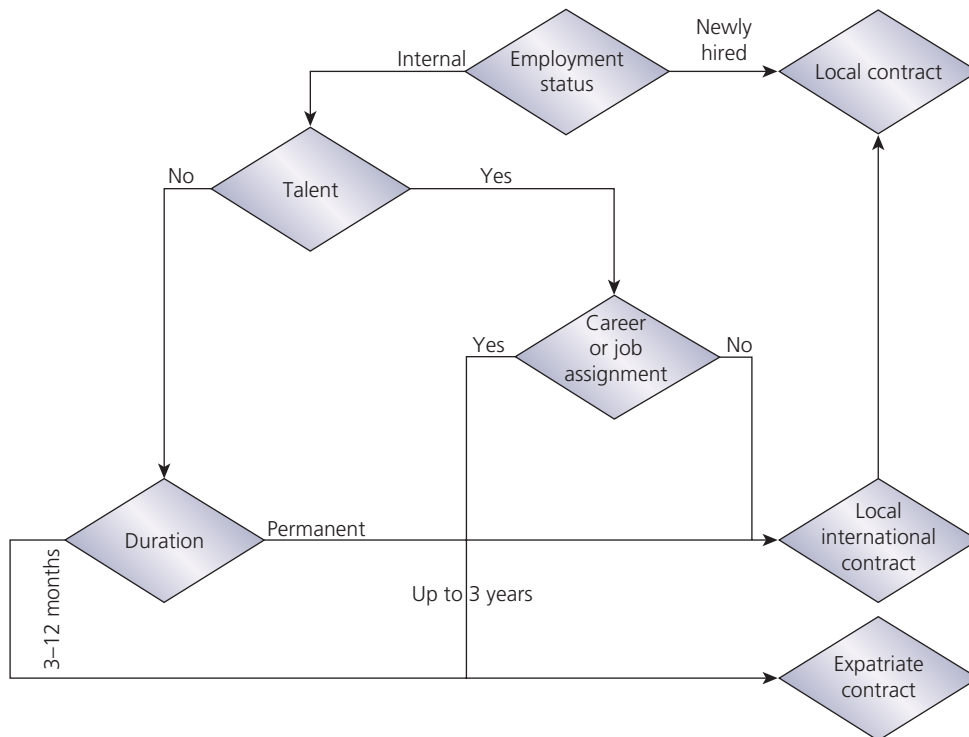 Newly
hired
Internal
Employment
status
Local contract
No
Talent
Yes
Yes
Career
or job
assignment
No
Duration
Permanent
Local
international
contract
3–12 months
Up to 3 years
Expatriate
contract